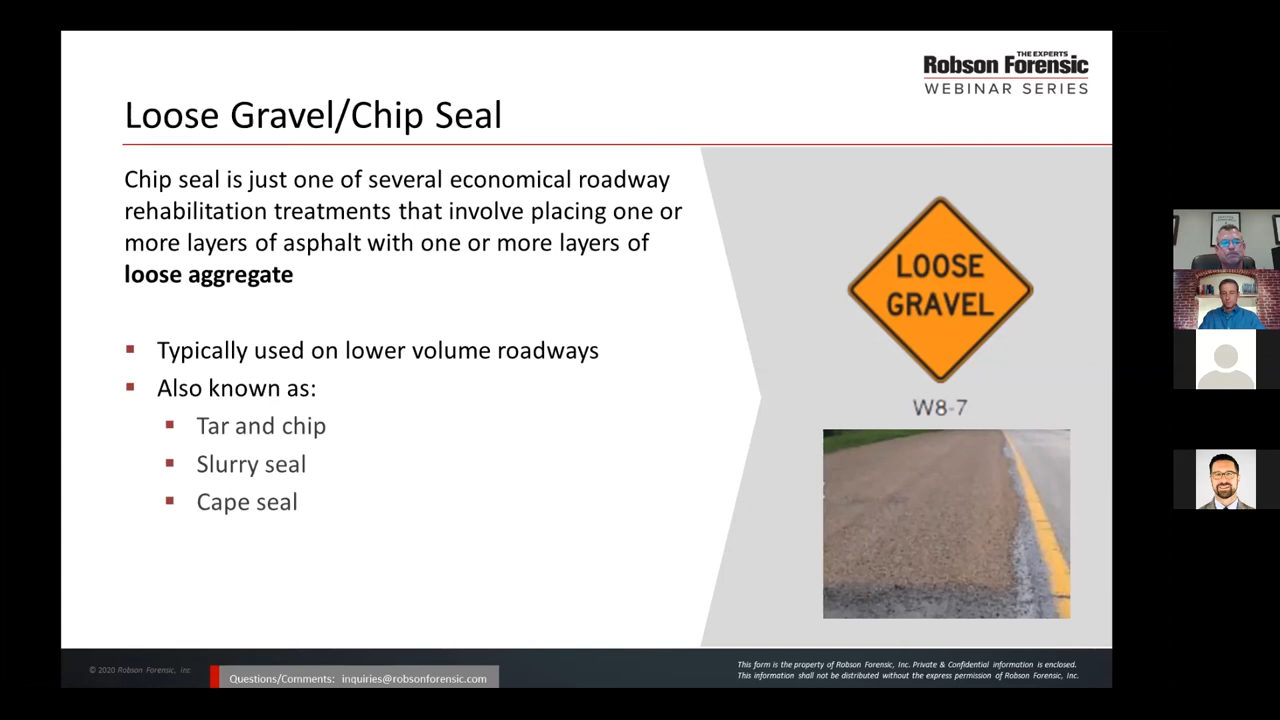 THE EXPERTS
Robson Forensic
WEBINAR SERIES
Loose Gravel/Chip Seal
Chip seal is just one of several economical roadway
rehabilitation treatments that involve placing one or
more layers of asphalt with one or more layers of
loose aggregate
Typically used on lower volume roadways
Also known as:
Tar and chip
Slurry seal
Cape seal
LOOSE
GRAVEL
W8-7
© 2020 Robson Forensic, Inc
Questions/Comments: inquiries@robsonforensic.com
This form is the property of Robson Forensic, Inc. Private & Confidential information is enclosed.
This information shall not be distributed without the express permission of Robson Forensic, Inc.